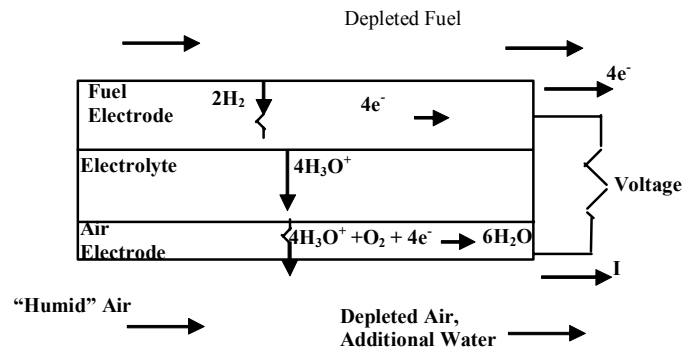 Depleted Fuel
Fuel
Electrode
2H₂
4e⁻
4e⁻
Electrolyte
4H₃O⁺
Voltage
Air
Electrode
4H₃O⁺ +O₂ + 4e⁻
6H₂O
I
“Humid” Air
Depleted Air,
Additional Water